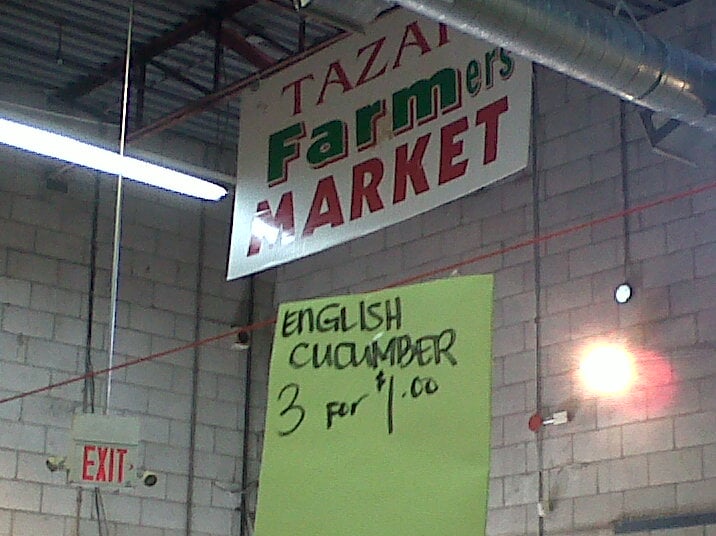 Farmers
MARKET
ENGLISH
CUCUMBER
3 FOR $1.00
EXIT